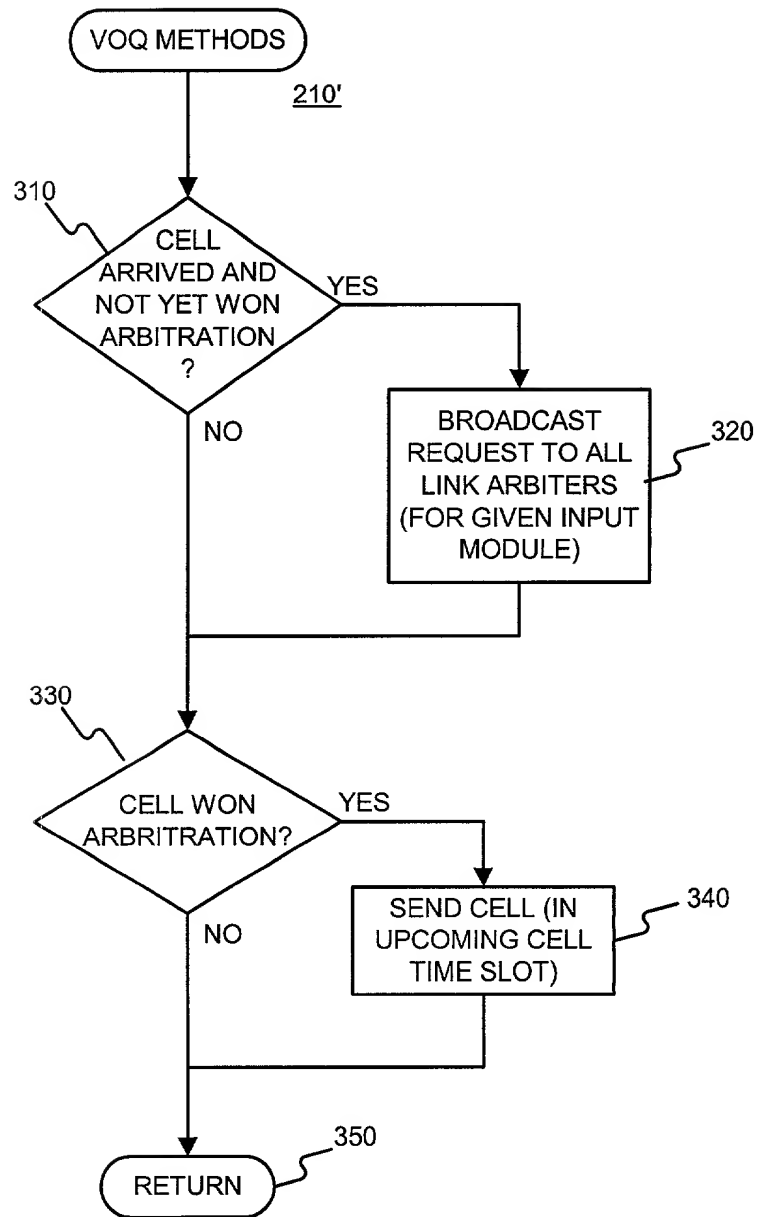 VOQ METHODS
210'
310
CELL
ARRIVED AND
NOT YET WON
ARBITRATION
?
YES
NO
BROADCAST
REQUEST TO ALL
LINK ARBITERS
(FOR GIVEN INPUT
MODULE)
320
330
CELL WON
ARBRITRATION?
YES
NO
SEND CELL (IN
UPCOMING CELL
TIME SLOT)
340
RETURN
350